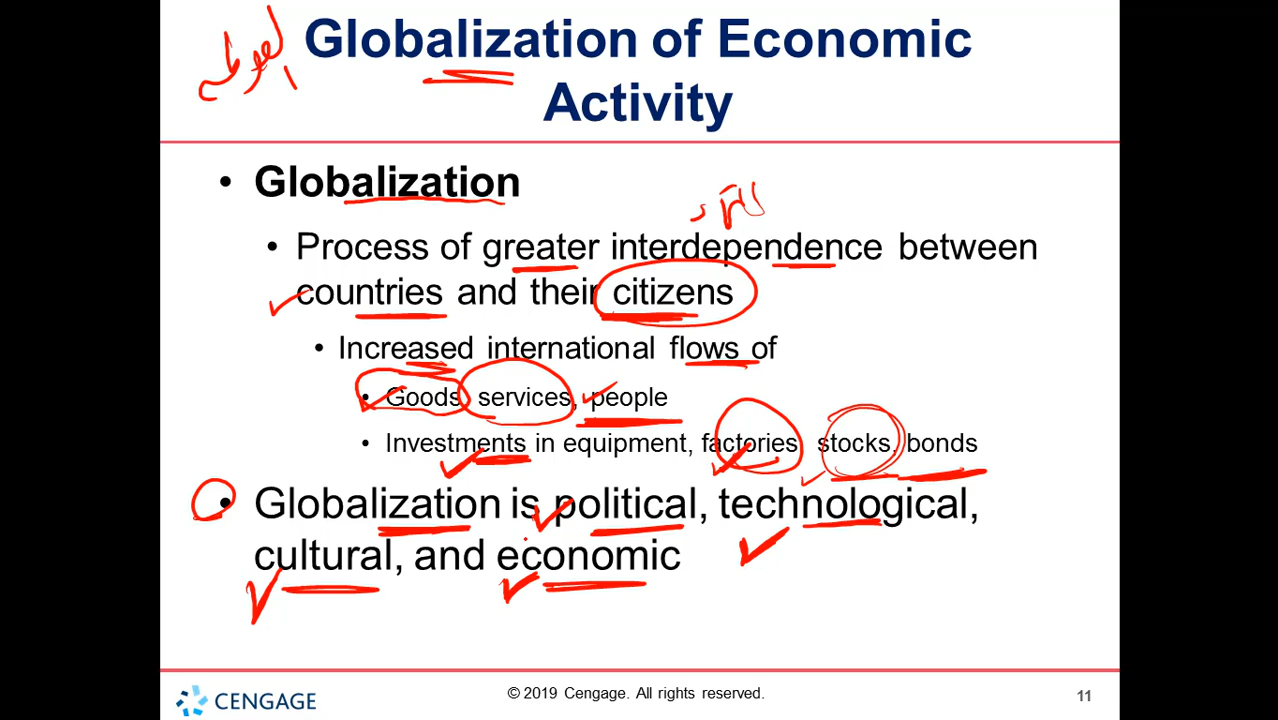 العولمة
Globalization of Economic
Activity
• Globalization
• Process of greater interdependence between
countries and their citizens
• Increased international flows of
• Goods, services, people
• Investments in equipment, factories, stocks, bonds
• Globalization is political, technological,
cultural, and economic
CENGAGE
© 2019 Cengage. All rights reserved.
11